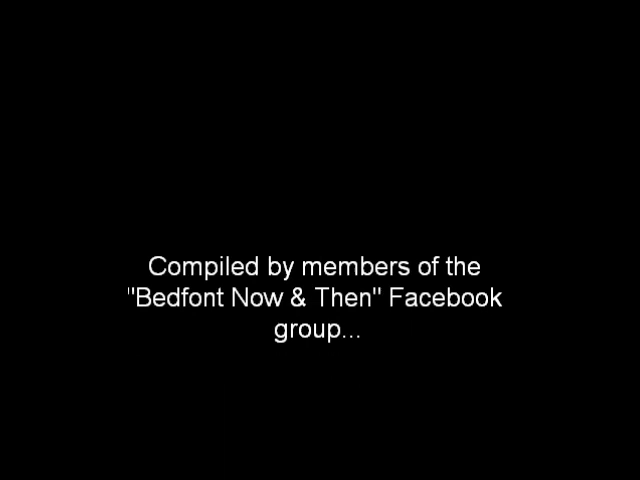 Compiled by members of the
"Bedfont Now & Then" Facebook
group...